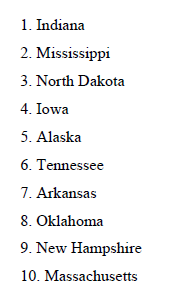 1. Indiana
2. Mississippi
3. North Dakota
4. Iowa
5. Alaska
6. Tennessee
7. Arkansas
8. Oklahoma
9. New Hampshire
10. Massachusetts